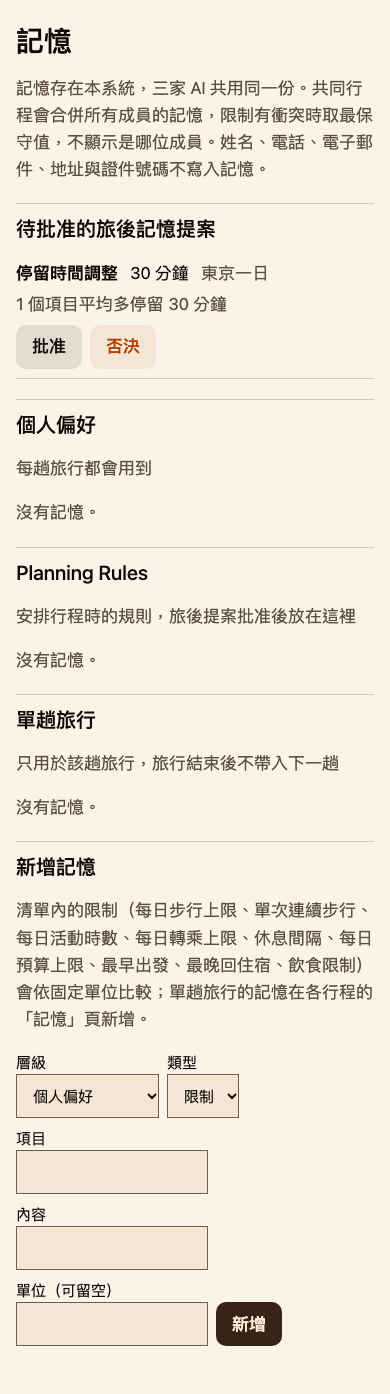 記憶
記憶存在本系統，三家 AI 共用同一份。共同行
程會合併所有成員的記憶，限制有衝突時取最保
守值，不顯示是哪位成員。姓名、電話、電子郵
件、地址與證件號碼不寫入記憶。
待批准的旅後記憶提案
停留時間調整 30 分鐘 東京一日
1 個項目平均多停留 30 分鐘
批准 否決
個人偏好
每趟旅行都會用到
沒有記憶。
Planning Rules
安排行程時的規則，旅後提案批准後放在這裡
沒有記憶。
單趟旅行
只用於該趟旅行，旅行結束後不帶入下一趟
沒有記憶。
新增記憶
清單內的限制（每日步行上限、單次連續步行、
每日活動時數、每日轉乘上限、休息間隔、每日
預算上限、最早出發、最晚回住宿、飲食限制）
會依固定單位比較；單趟旅行的記憶在各行程的
「記憶」頁新增。
層級 類型
個人偏好 限制
項目
內容
單位（可留空）
新增